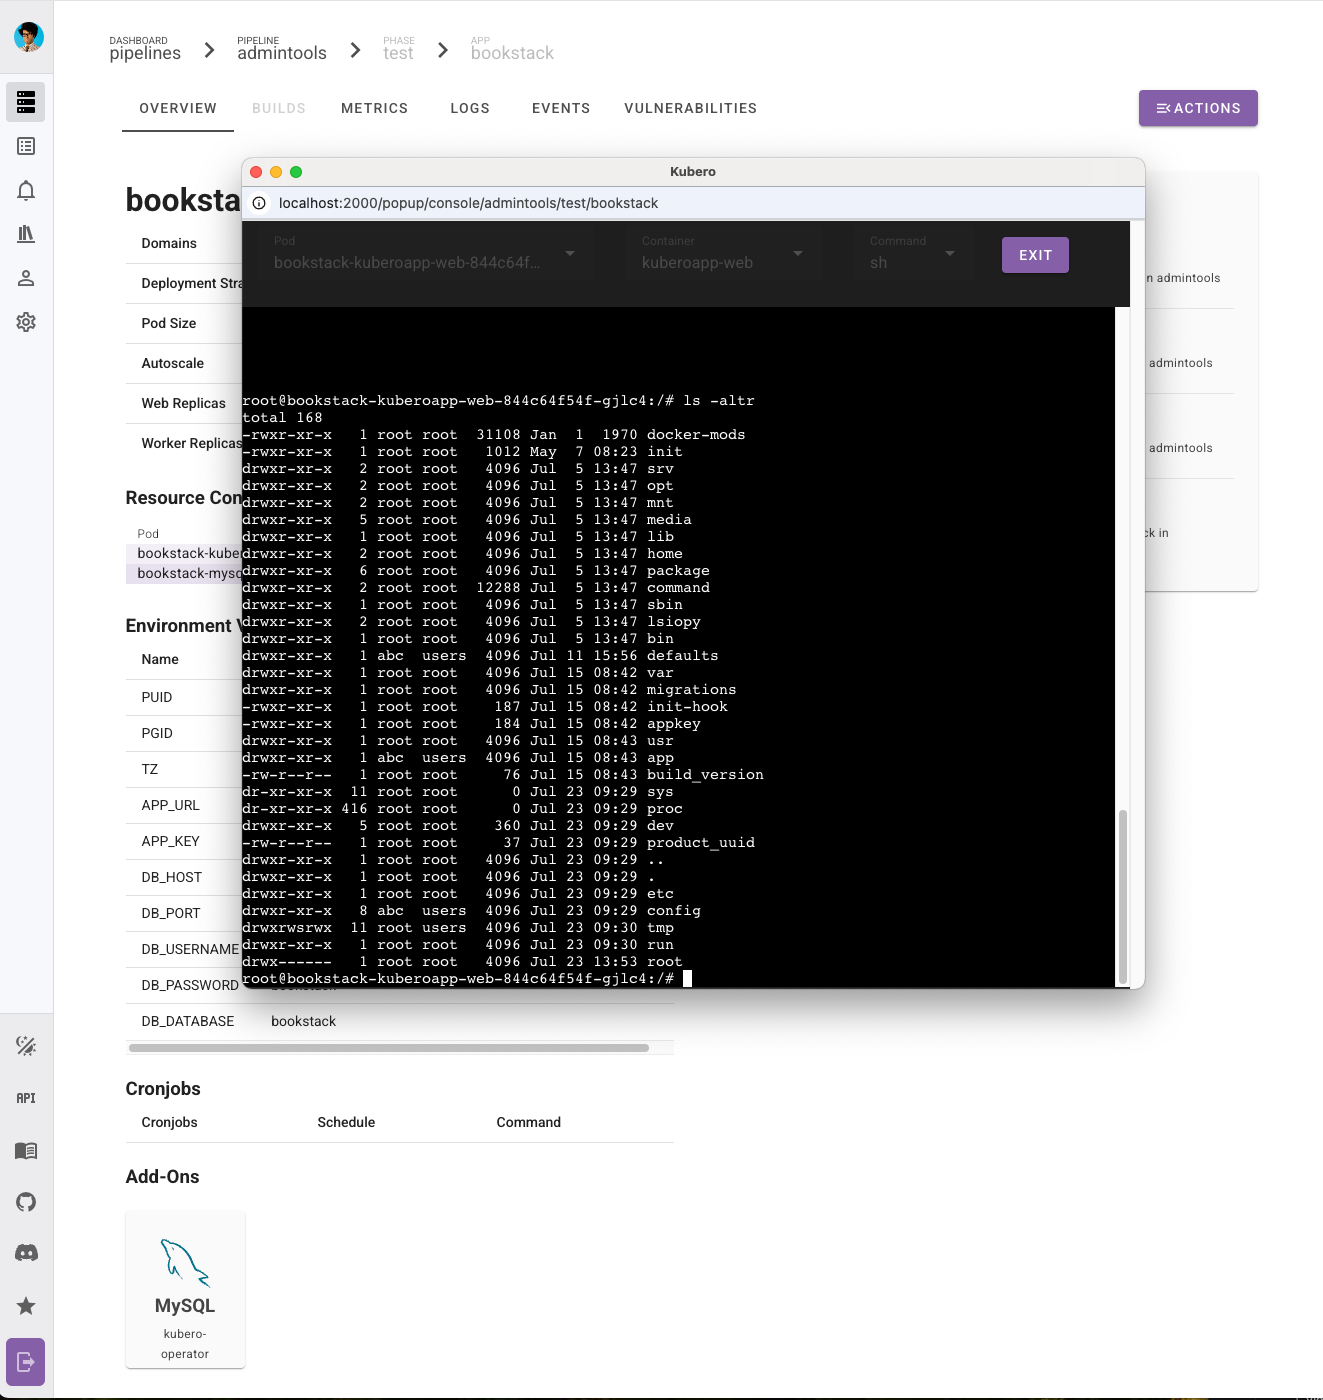 DASHBOARD
pipelines
PIPELINE
admintools
PHASE
test
APP
bookstack
OVERVIEW
BUILDS
METRICS
LOGS
EVENTS
VULNERABILITIES
ACTIONS
Kubero
localhost:2000/popup/console/admintools/test/bookstack
Pod
bookstack-kuberoapp-web-844c64f...
Container
kuberoapp-web
Command
sh
EXIT
root@bookstack-kuberoapp-web-844c64f54f-gjlc4:/# ls -altr
total 168
-rwxr-xr-x 1 root root 31108 Jan 1 1970 docker-mods
-rwxr-xr-x 1 root root 1012 May 7 08:23 init
drwxr-xr-x 2 root root 4096 Jul 5 13:47 srv
drwxr-xr-x 2 root root 4096 Jul 5 13:47 opt
drwxr-xr-x 2 root root 4096 Jul 5 13:47 mnt
drwxr-xr-x 5 root root 4096 Jul 5 13:47 media
drwxr-xr-x 1 root root 4096 Jul 5 13:47 lib
drwxr-xr-x 2 root root 4096 Jul 5 13:47 home
drwxr-xr-x 6 root root 4096 Jul 5 13:47 package
drwxr-xr-x 2 root root 12288 Jul 5 13:47 command
drwxr-xr-x 1 root root 4096 Jul 5 13:47 sbin
drwxr-xr-x 2 root root 4096 Jul 5 13:47 lsiopy
drwxr-xr-x 1 root root 4096 Jul 5 13:47 bin
drwxr-xr-x 1 abc users 4096 Jul 11 15:56 defaults
drwxr-xr-x 1 root root 4096 Jul 15 08:42 var
drwxr-xr-x 1 root root 4096 Jul 15 08:42 migrations
-rwxr-xr-x 1 root root 187 Jul 15 08:42 init-hook
-rwxr-xr-x 1 root root 184 Jul 15 08:42 appkey
drwxr-xr-x 1 root root 4096 Jul 15 08:43 usr
drwxr-xr-x 1 abc users 4096 Jul 15 08:43 app
-rw-r--r-- 1 root root 76 Jul 15 08:43 build_version
dr-xr-xr-x 11 root root 0 Jul 23 09:29 sys
dr-xr-xr-x 416 root root 0 Jul 23 09:29 proc
drwxr-xr-x 5 root root 360 Jul 23 09:29 dev
-rw-r--r-- 1 root root 37 Jul 23 09:29 product_uuid
drwxr-xr-x 1 root root 4096 Jul 23 09:29 ..
drwxr-xr-x 1 root root 4096 Jul 23 09:29 .
drwxr-xr-x 1 root root 4096 Jul 23 09:29 etc
drwxr-xr-x 8 abc users 4096 Jul 23 09:29 config
drwxrwsrwx 11 root users 4096 Jul 23 09:30 tmp
drwxr-xr-x 1 root root 4096 Jul 23 09:30 run
drwx------ 1 root root 4096 Jul 23 13:53 root
root@bookstack-kuberoapp-web-844c64f54f-gjlc4:/#
booksta
Domains
Deployment Stra
Pod Size
Autoscale
Web Replicas
Worker Replicas
n admintools
admintools
admintools
ck in
Resource Con
Pod
bookstack-kuber
bookstack-mysq
Environment
Name
PUID
PGID
TZ
APP_URL
APP_KEY
DB_HOST
DB_PORT
DB_USERNAME
DB_PASSWORD
DB_DATABASE bookstack
Cronjobs
Cronjobs Schedule Command
Add-Ons
MySQL
kubero-
operator
API